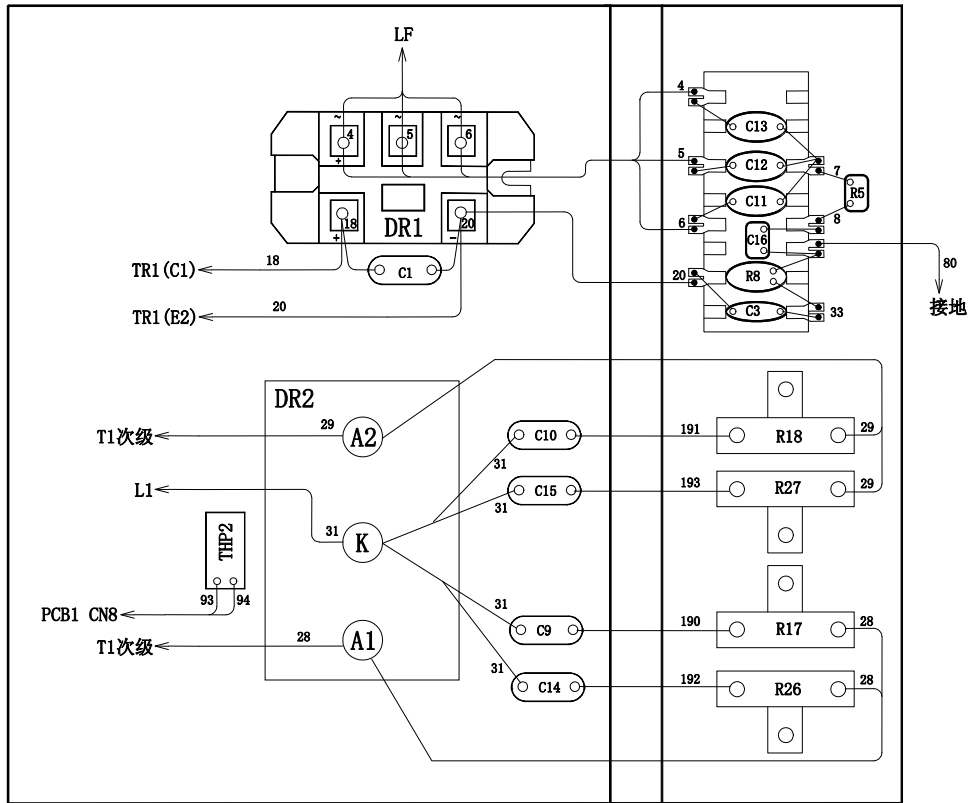 LF
~ ~ ~
4 5 6
+
18 20
DR1
+ -
C1
TR1(C1) 18
TR1(E2) 20
4
C13
5
C12
7
R5
C11
6
8
C16
80
20
R8
接地
C3
33
DR2
T1次级 29 A2
C10 191 R18 29
31
L1
C15 193 R27 29
31
31 K
THP2
93 94
PCB1 CN8
31
C9 190 R17 28
T1次级 28 A1
31
C14 192 R26 28